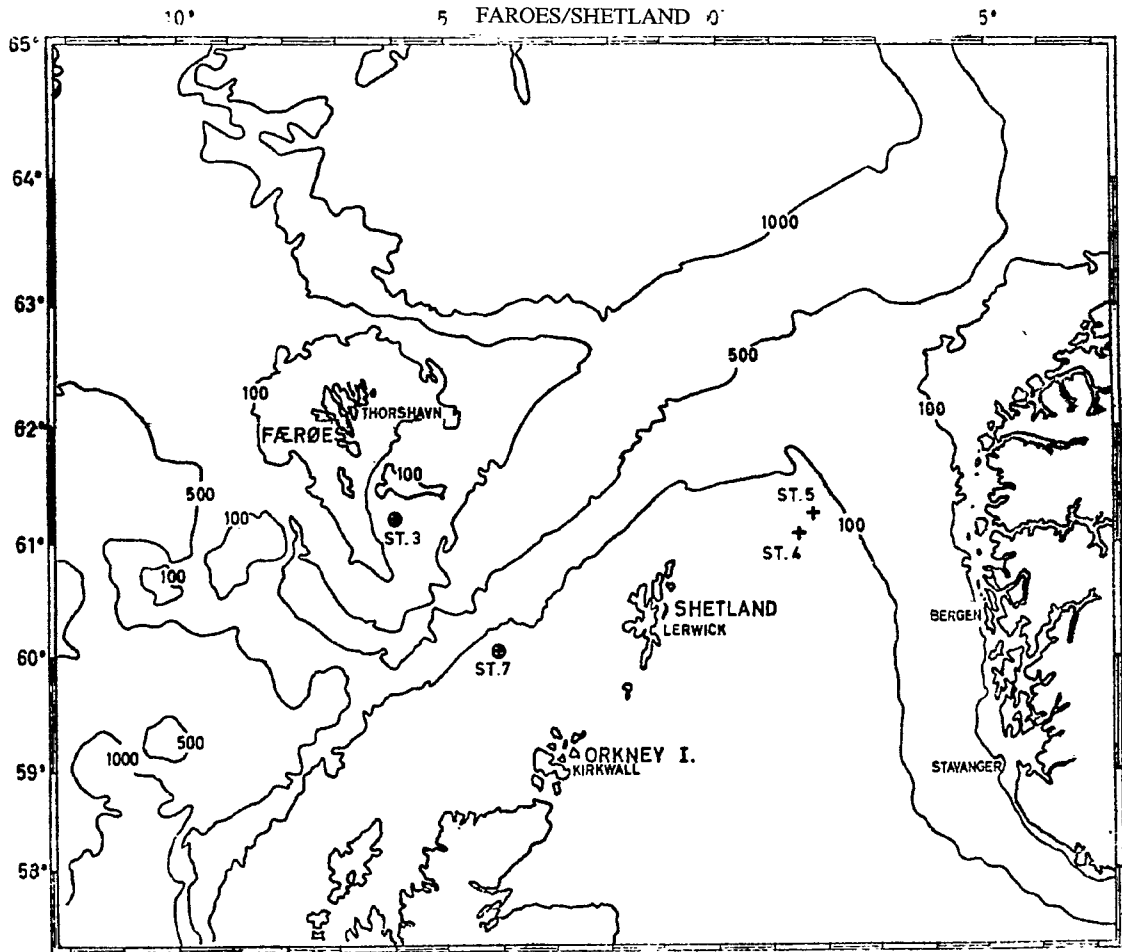 FAROES/SHETLAND
10° 5 0° 5°
65°
64°
1000
63°
500
100
THORSHAVN
100
62°
FÆRØES
100
ST.5
500
100
100
ST.3
61°
ST.4
100
SHETLAND
BERGEN
LERWICK
60°
ST.7
500
1000
ORKNEY I.
59°
KIRKWALL
STAVANGER
58°